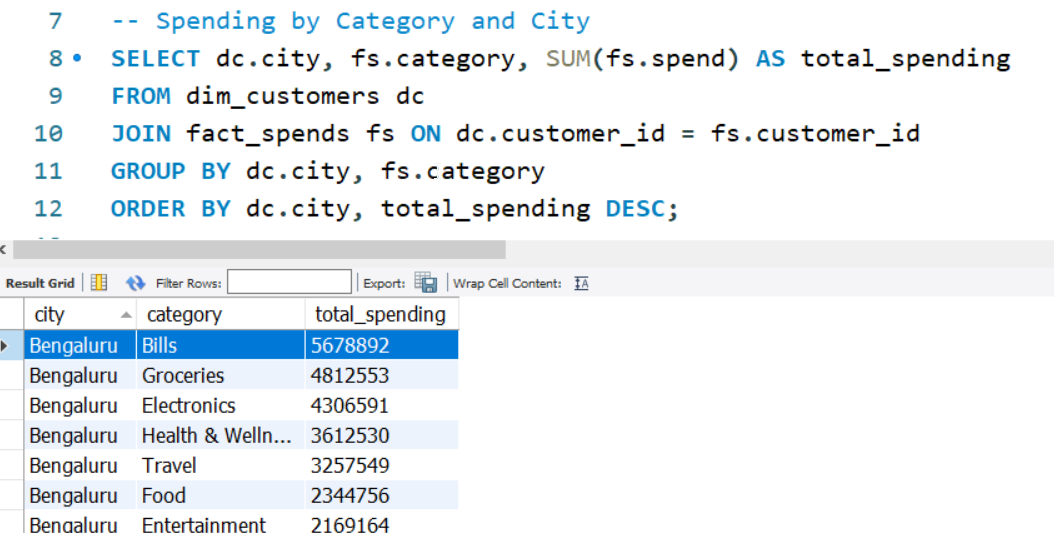 7 -- Spending by Category and City
8 SELECT dc.city, fs.category, SUM(fs.spend) AS total_spending
9 FROM dim_customers dc
10 JOIN fact_spends fs ON dc.customer_id = fs.customer_id
11 GROUP BY dc.city, fs.category
12 ORDER BY dc.city, total_spending DESC;
Result Grid Filter Rows: Export: Wrap Cell Content:
city category total_spending
Bengaluru Bills 5678892
Bengaluru Groceries 4812553
Bengaluru Electronics 4306591
Bengaluru Health & Welln... 3612530
Bengaluru Travel 3257549
Bengaluru Food 2344756
Bengaluru Entertainment 2169164